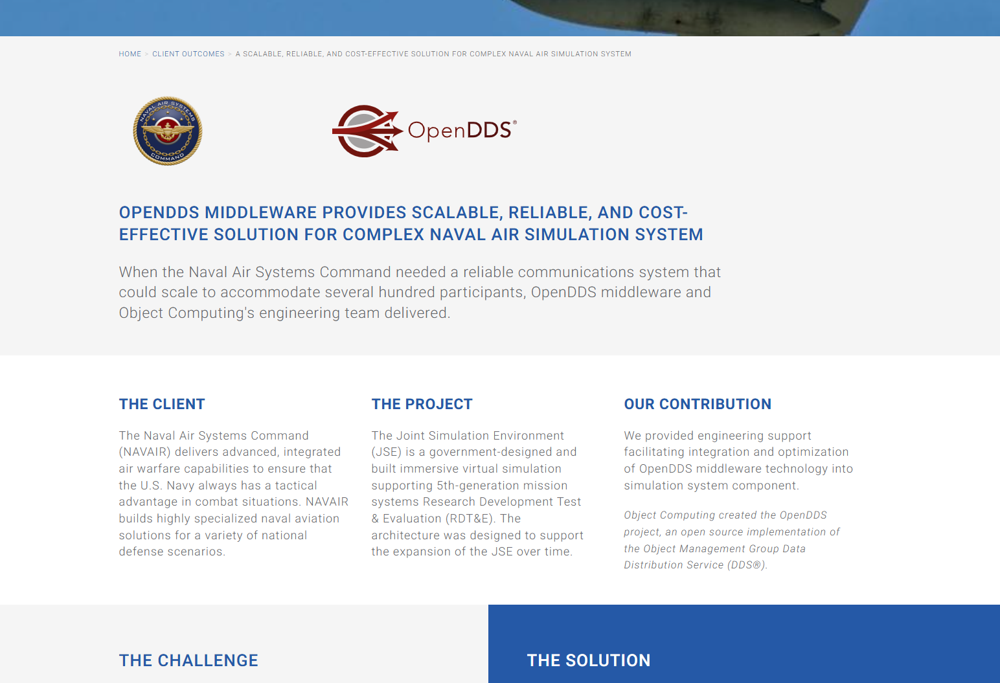 HOME > CLIENT OUTCOMES > A SCALABLE, RELIABLE, AND COST-EFFECTIVE SOLUTION FOR COMPLEX NAVAL AIR SIMULATION SYSTEM
NAVAL AIR SYSTEMS
COMMAND
OpenDDS®
OPENDDS MIDDLEWARE PROVIDES SCALABLE, RELIABLE, AND COST-
EFFECTIVE SOLUTION FOR COMPLEX NAVAL AIR SIMULATION SYSTEM
When the Naval Air Systems Command needed a reliable communications system that
could scale to accommodate several hundred participants, OpenDDS middleware and
Object Computing's engineering team delivered.
THE CLIENT
The Naval Air Systems Command
(NAVAIR) delivers advanced, integrated
air warfare capabilities to ensure that
the U.S. Navy always has a tactical
advantage in combat situations. NAVAIR
builds highly specialized naval aviation
solutions for a variety of national
defense scenarios.
THE PROJECT
The Joint Simulation Environment
(JSE) is a government-designed and
built immersive virtual simulation
supporting 5th-generation mission
systems Research Development Test
& Evaluation (RDT&E). The
architecture was designed to support
the expansion of the JSE over time.
OUR CONTRIBUTION
We provided engineering support
facilitating integration and optimization
of OpenDDS middleware technology into
simulation system component.
Object Computing created the OpenDDS
project, an open source implementation of
the Object Management Group Data
Distribution Service (DDS®).
THE CHALLENGE
THE SOLUTION